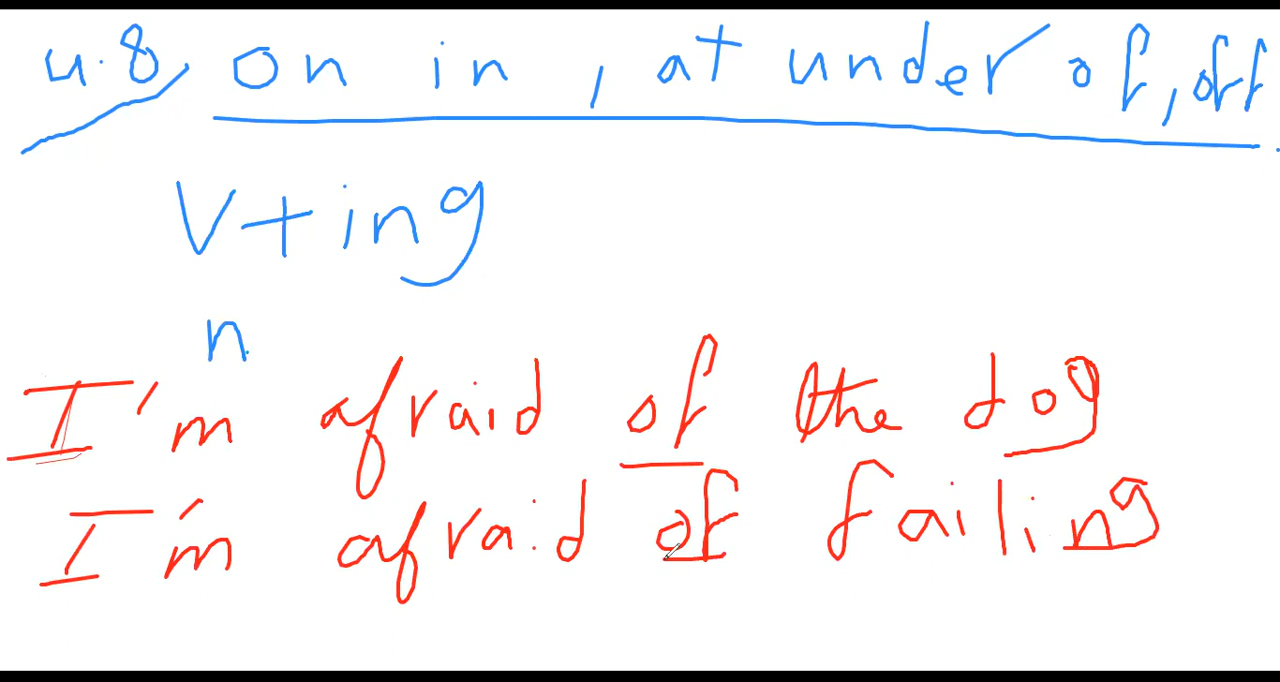 4.8, on in, at under of, off.
V+ing
n
I'm afraid of the dog
I'm afraid of failing